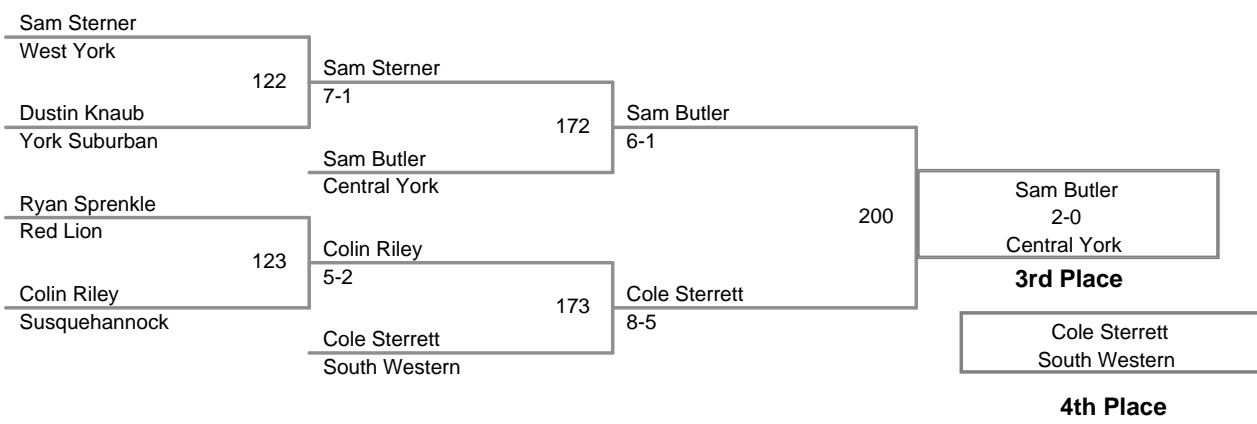 Sam Sterner
West York
122
Dustin Knaub
York Suburban
Ryan Sprenkle
Red Lion
123
Colin Riley
Susquehannock
Sam Sterner
7-1
172
Sam Butler
Central York
Colin Riley
5-2
173
Cole Sterrett
South Western
Sam Butler
6-1
200
Cole Sterrett
8-5
Sam Butler
2-0
Central York
3rd Place
Cole Sterrett
South Western
4th Place